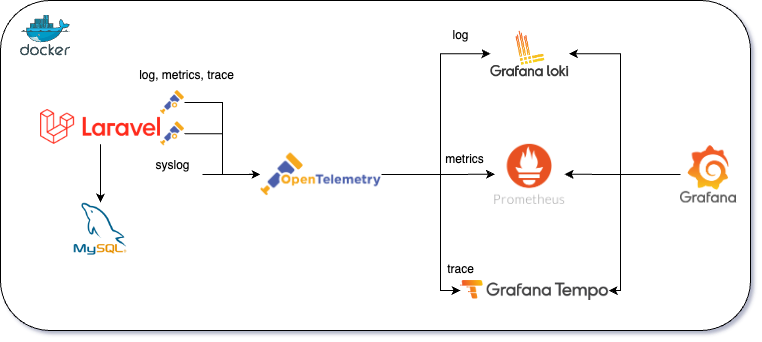 docker
log, metrics, trace
Laravel
syslog
MySQL
OpenTelemetry
log
Grafana loki
metrics
Prometheus
Grafana
trace
Grafana Tempo